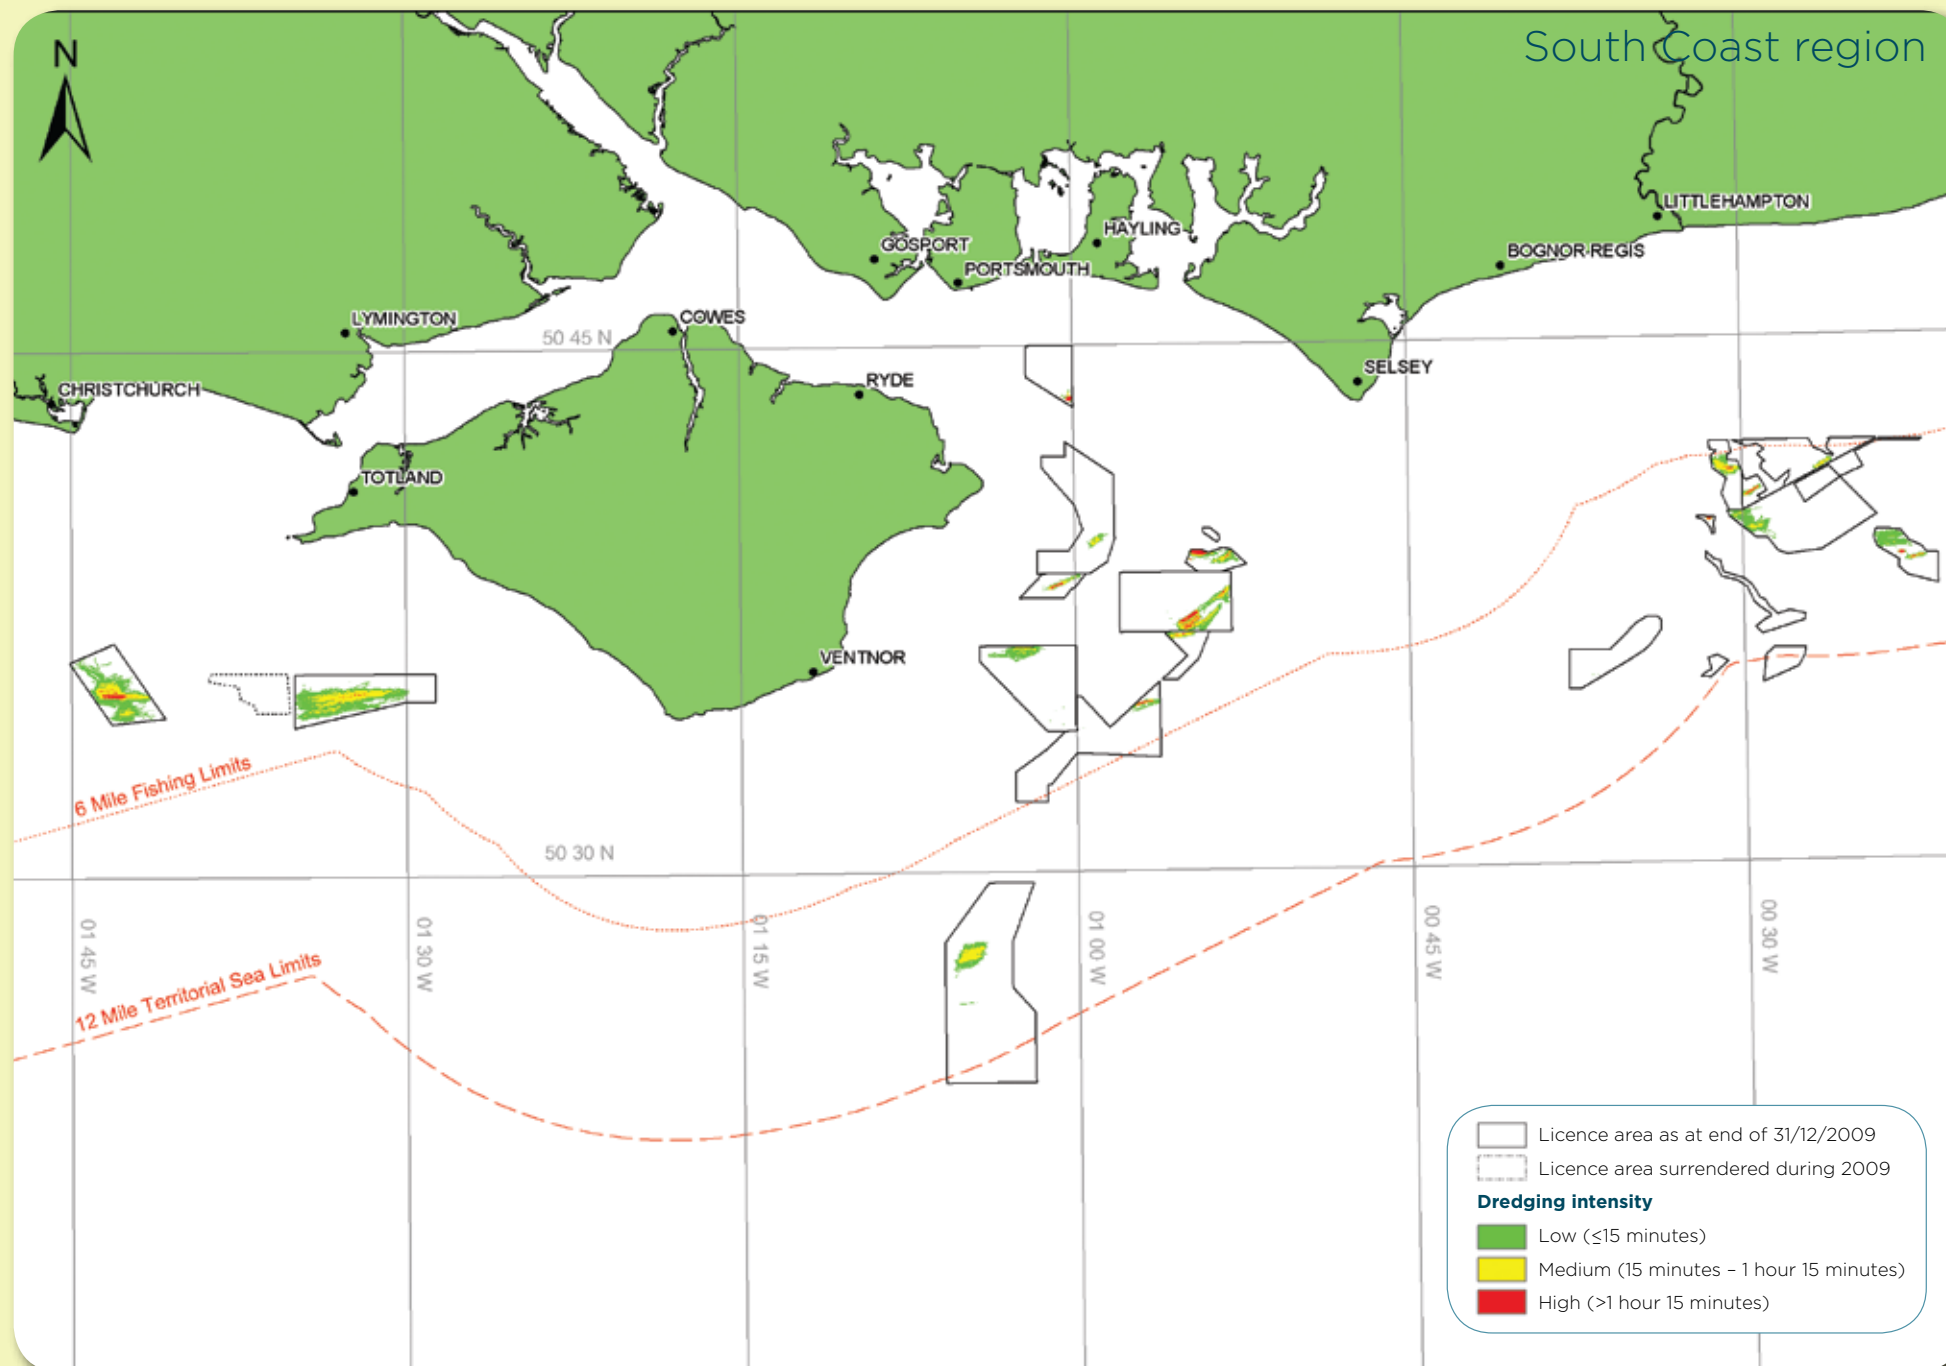 South Coast region
N
LITTLEHAMPTON
HAYLING
GOSPORT
BOGNOR REGIS
PORTSMOUTH
LYMINGTON
COWES
50 45 N
SELSEY
RYDE
CHRISTCHURCH
TOTLAND
VENTNOR
6 Mile Fishing Limits
50 30 N
01 45 W
01 30 W
01 15 W
01 00 W
00 45 W
00 30 W
12 Mile Territorial Sea Limits
Licence area as at end of 31/12/2009
Licence area surrendered during 2009
Dredging intensity
Low (≤15 minutes)
Medium (15 minutes – 1 hour 15 minutes)
High (>1 hour 15 minutes)